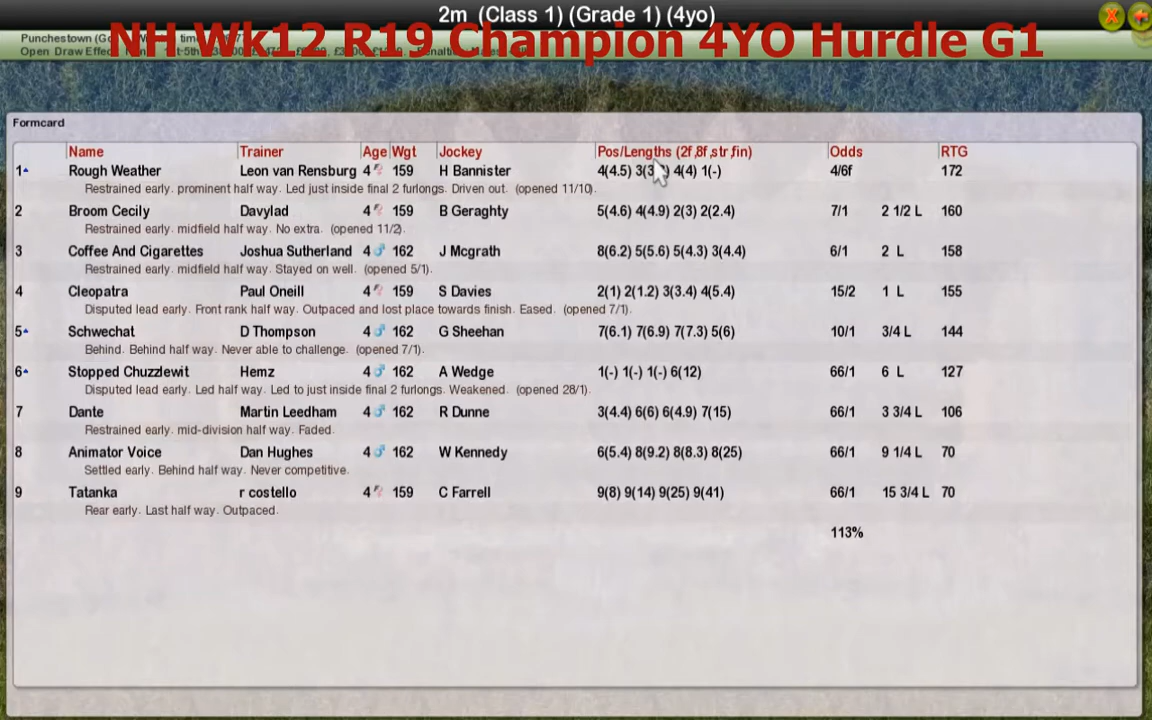 2m (Class 1) (Grade 1) (4yo)
NH Wk12 R19 Champion 4YO Hurdle G1
Punchestown
Open Draw Effec
Formcard
Name Trainer Age Wgt Jockey Pos/Lengths (2f,8f,str,fin) Odds RTG
1 Rough Weather Leon van Rensburg 4 159 H Bannister 4(4.5) 4(4) 1(-) 4/6f 172
Restrained early. prominent half way. Led just inside final 2 furlongs. Driven out. (opened 11/10).
2 Broom Cecily Davylad 4 159 B Geraghty 5(4.6) 4(4.9) 2(3) 2(2.4) 7/1 2 1/2 L 160
Restrained early. midfield half way. No extra. (opened 11/2).
3 Coffee And Cigarettes Joshua Sutherland 4 162 J Mcgrath 8(6.2) 5(5.6) 5(4.3) 3(4.4) 6/1 2 L 158
Restrained early. midfield half way. Stayed on well. (opened 5/1).
4 Cleopatra Paul Oneill 4 159 S Davies 2(1) 2(1.2) 3(3.4) 4(5.4) 15/2 1 L 155
Disputed lead early. Front rank half way. Outpaced and lost place towards finish. Eased. (opened 7/1).
5 Schwechat D Thompson 4 162 G Sheehan 7(6.1) 7(6.9) 7(7.3) 5(6) 10/1 3/4 L 144
Behind. Behind half way. Never able to challenge. (opened 7/1).
6 Stopped Chuzzlewit Hemz 4 162 A Wedge 1(-) 1(-) 1(-) 6(12) 66/1 6 L 127
Disputed lead early. Led half way. Led to just inside final 2 furlongs. Weakened. (opened 28/1).
7 Dante Martin Leedham 4 162 R Dunne 3(4.4) 6(6) 6(4.9) 7(15) 66/1 3 3/4 L 106
Restrained early. mid-division half way. Faded.
8 Animator Voice Dan Hughes 4 162 W Kennedy 6(5.4) 8(9.2) 8(8.3) 8(25) 66/1 9 1/4 L 70
Settled early. Behind half way. Never competitive.
9 Tatanka r costello 4 159 C Farrell 9(8) 9(14) 9(25) 9(41) 66/1 15 3/4 L 70
Rear early. Last half way. Outpaced.
113%